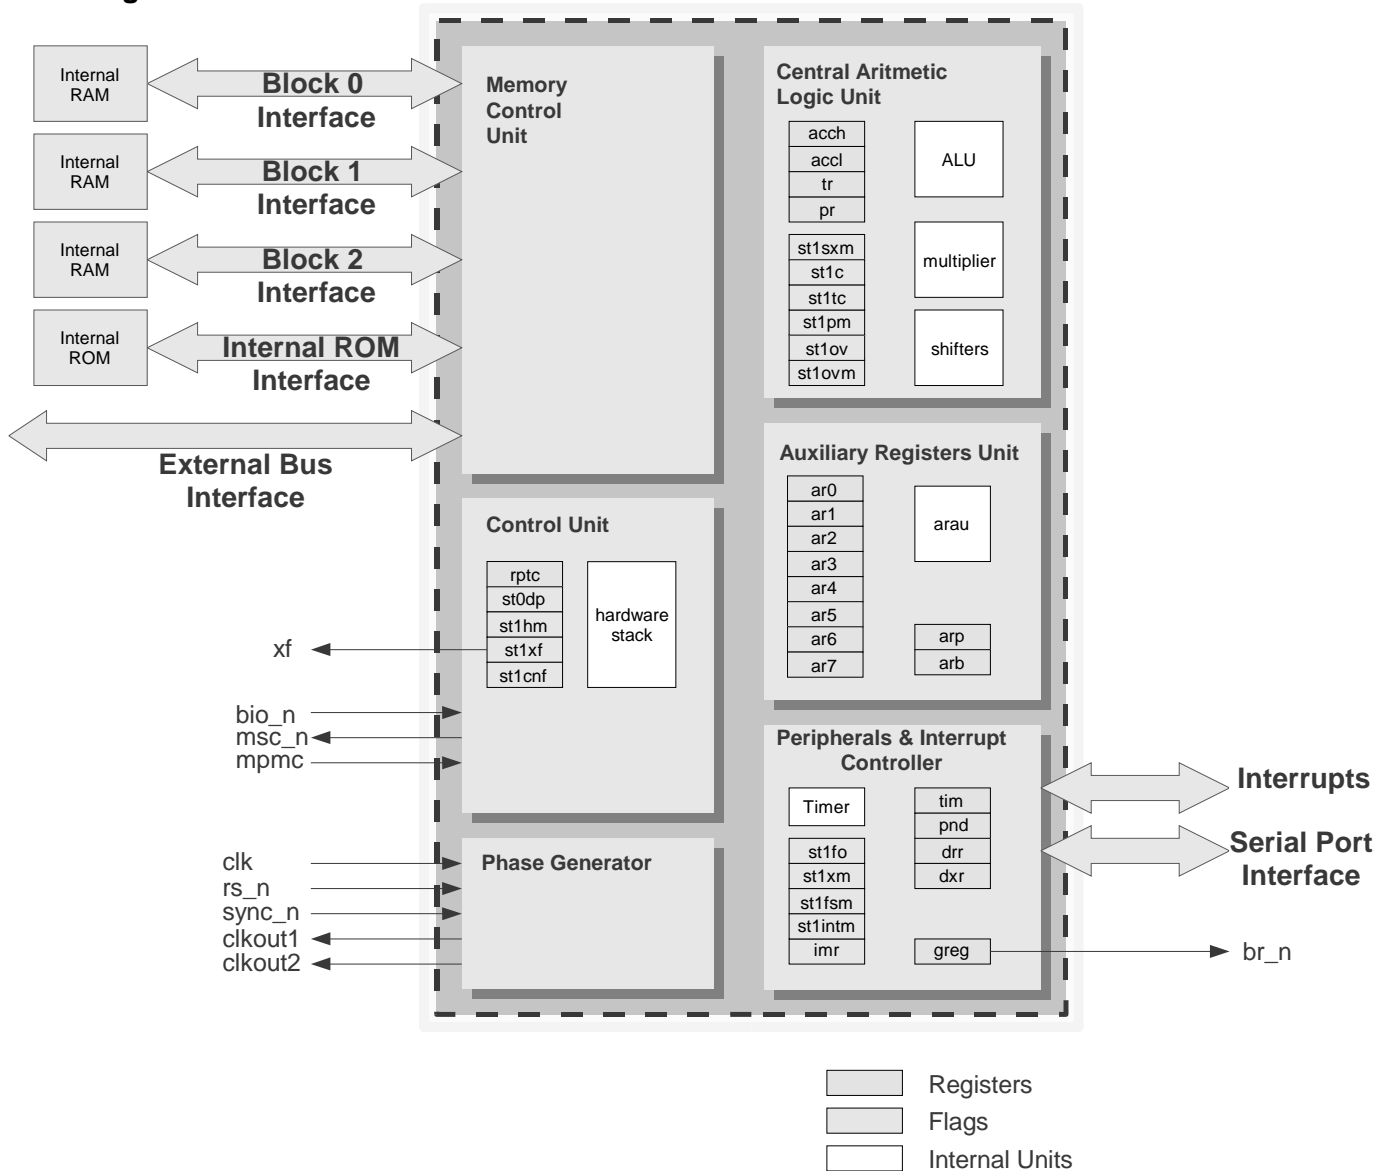 Internal
RAM
Block 0
Interface
Internal
RAM
Block 1
Interface
Internal
RAM
Block 2
Interface
Internal
ROM
Internal ROM
Interface
External Bus
Interface
Memory
Control
Unit
Central Aritmetic
Logic Unit
acch
accl
tr
pr
st1sxm
st1c
st1tc
st1pm
st1ov
st1ovm
ALU
multiplier
shifters
Auxiliary Registers Unit
ar0
ar1
ar2
ar3
ar4
ar5
ar6
ar7
arau
arp
arb
Control Unit
rptc
st0dp
st1hm
st1xf
st1cnf
hardware
stack
xf
bio_n
msc_n
mpmc
Peripherals & Interrupt
Controller
Timer
st1fo
st1xm
st1fsm
st1intm
imr
tim
pnd
drr
dxr
greg
Interrupts
Serial Port
Interface
br_n
Phase Generator
clk
rs_n
sync_n
clkout1
clkout2
Registers
Flags
Internal Units